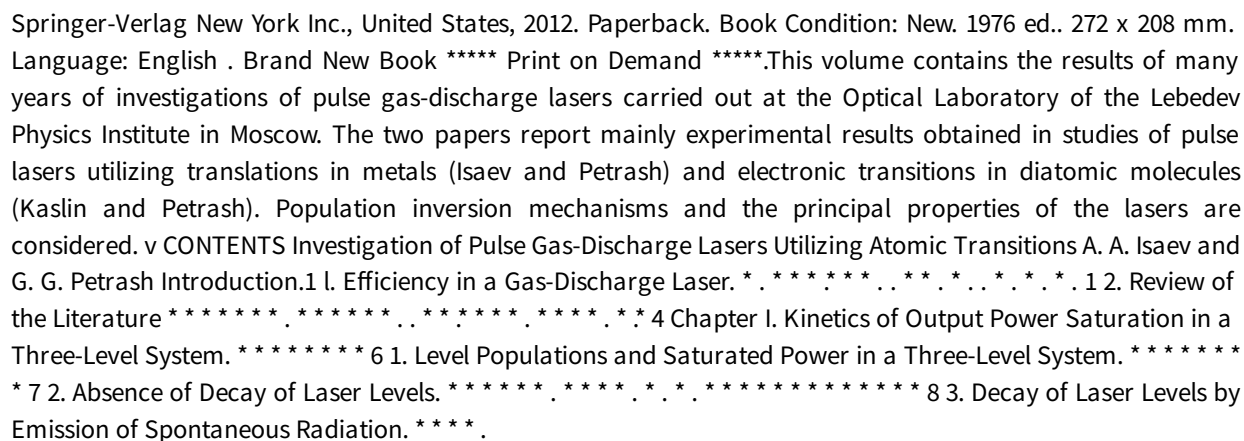 Springer-Verlag New York Inc., United States, 2012. Paperback. Book Condition: New. 1976 ed.. 272 x 208 mm.
Language: English . Brand New Book ***** Print on Demand *****.This volume contains the results of many
years of investigations of pulse gas-discharge lasers carried out at the Optical Laboratory of the Lebedev
Physics Institute in Moscow. The two papers report mainly experimental results obtained in studies of pulse
lasers utilizing translations in metals (Isaev and Petrash) and electronic transitions in diatomic molecules
(Kaslin and Petrash). Population inversion mechanisms and the principal properties of the lasers are
considered. v CONTENTS Investigation of Pulse Gas-Discharge Lasers Utilizing Atomic Transitions A. A. Isaev and
G. G. Petrash Introduction.1 l. Efficiency in a Gas-Discharge Laser. * . * * * * .* * * . . * * . * . . * . * . * . 1 2. Review of
the Literature * * * * * * * . * * * * * * . . * * .* * * * . * * * * . * .* 4 Chapter I. Kinetics of Output Power Saturation in a
Three-Level System. * * * * * * * * 6 1. Level Populations and Saturated Power in a Three-Level System. * * * * * * *
* 7 2. Absence of Decay of Laser Levels. * * * * * * . * * * * . * . * . * * * * * * * * * * * * * 8 3. Decay of Laser Levels by
Emission of Spontaneous Radiation. * * * * .